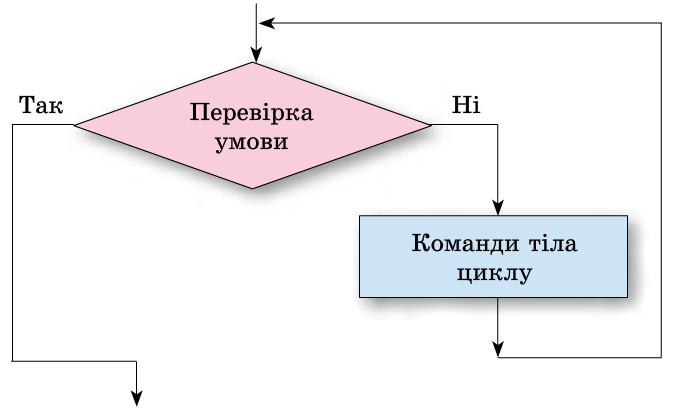 Так
Перевірка
умови
Ні
Команди тіла
циклу